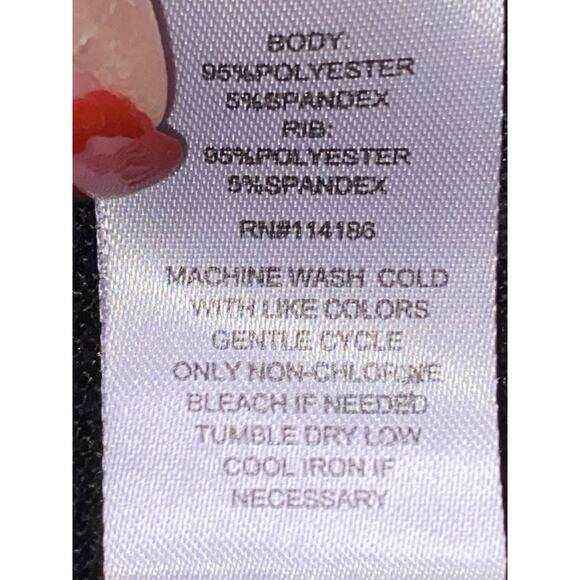 BODY:
95%POLYESTER
5%SPANDEX
RIB:
95%POLYESTER
5%SPANDEX
RN#114186
MACHINE WASH COLD
WITH LIKE COLORS
GENTLE CYCLE
ONLY NON-CHLORINE
BLEACH IF NEEDED
TUMBLE DRY LOW
COOL IRON IF
NECESSARY